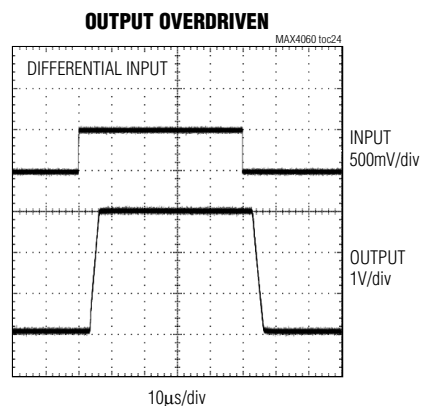 OUTPUT OVERDRIVEN
MAX4060 toc24
DIFFERENTIAL INPUT
INPUT
500mV/div
OUTPUT
1V/div
10µs/div